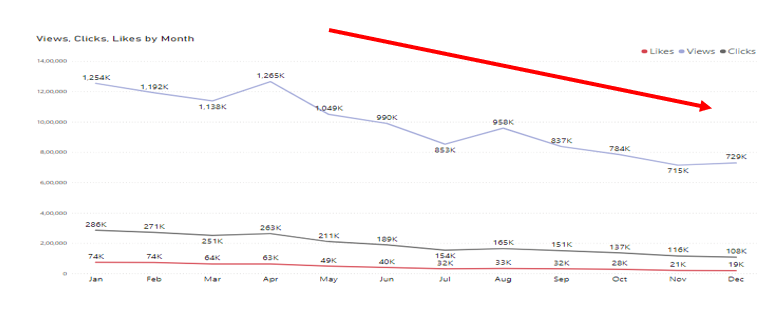 Views, Clicks, Likes by Month
Likes Views Clicks
14,00,000
12,00,000
10,00,000
8,00,000
6,00,000
4,00,000
2,00,000
0
1,254K 1,192K 1,138K 1,265K 1,049K 990K 853K 958K 837K 784K 715K 729K
286K 271K 251K 263K 211K 189K 154K 165K 151K 137K 116K 108K
74K 74K 64K 63K 49K 40K 32K 33K 32K 28K 21K 19K
Jan Feb Mar Apr May Jun Jul Aug Sep Oct Nov Dec